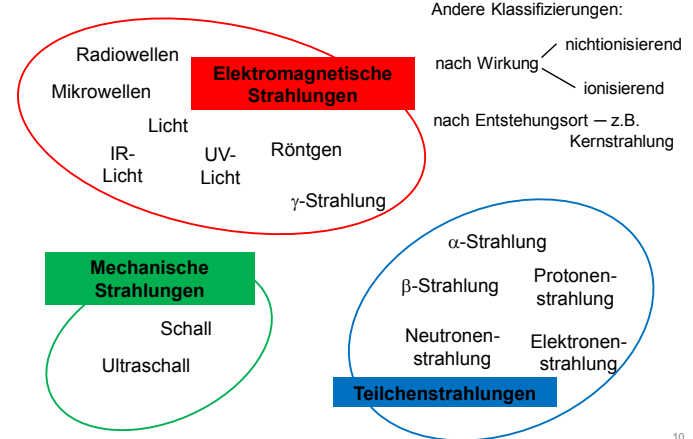 Andere Klassifizierungen:
nach Wirkung
nichtionisierend
ionisierend
nach Entstehungsort – z.B.
Kernstrahlung
Elektromagnetische
Strahlungen
Radiowellen
Mikrowellen
Licht
IR-
Licht
UV-
Licht
Röntgen
γ-Strahlung
Mechanische
Strahlungen
Schall
Ultraschall
α-Strahlung
β-Strahlung
Protonen-
strahlung
Neutronen-
strahlung
Elektronen-
strahlung
Teilchenstrahlungen
10